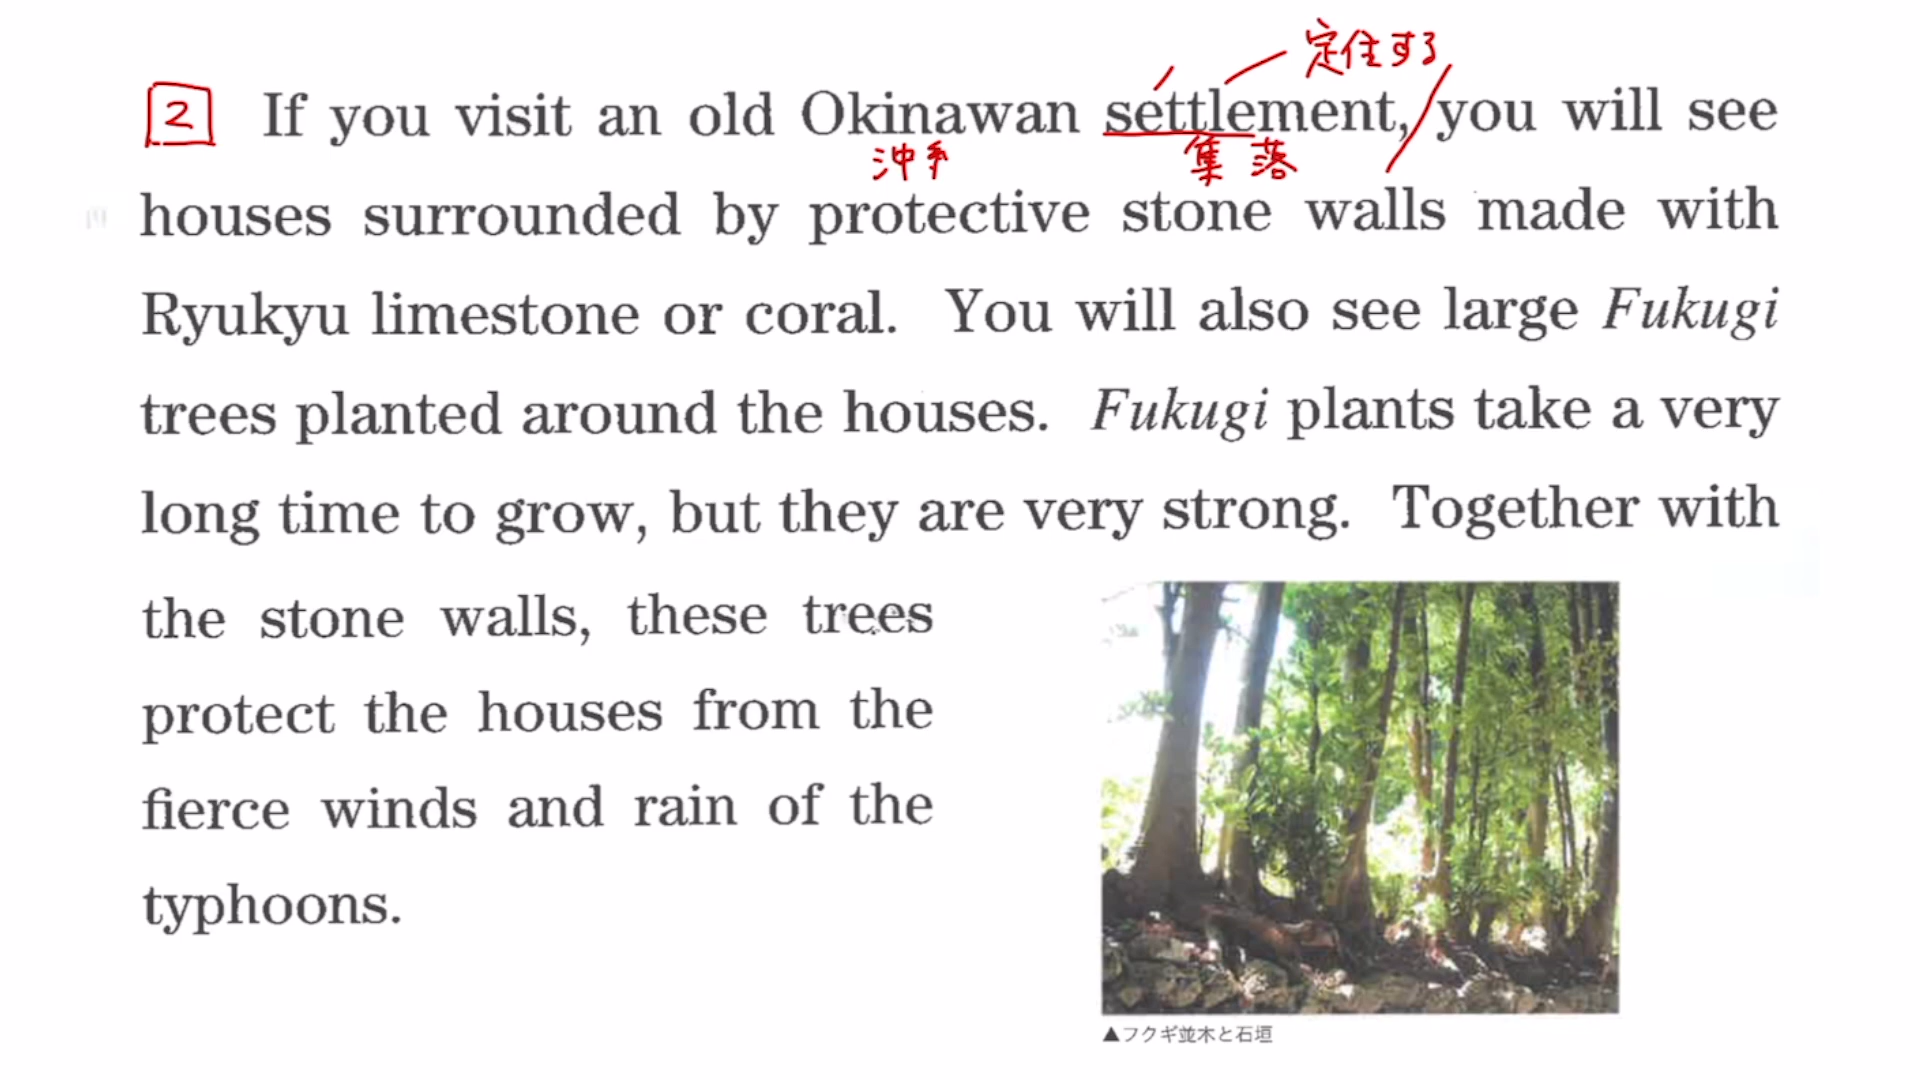 定住する
2 If you visit an old Okinawan settlement, / you will see
沖 集落
houses surrounded by protective stone walls made with
Ryukyu limestone or coral. You will also see large Fukugi
trees planted around the houses. Fukugi plants take a very
long time to grow, but they are very strong. Together with
the stone walls, these trees
protect the houses from the
fierce winds and rain of the
typhoons.
▲フクギ並木と石垣